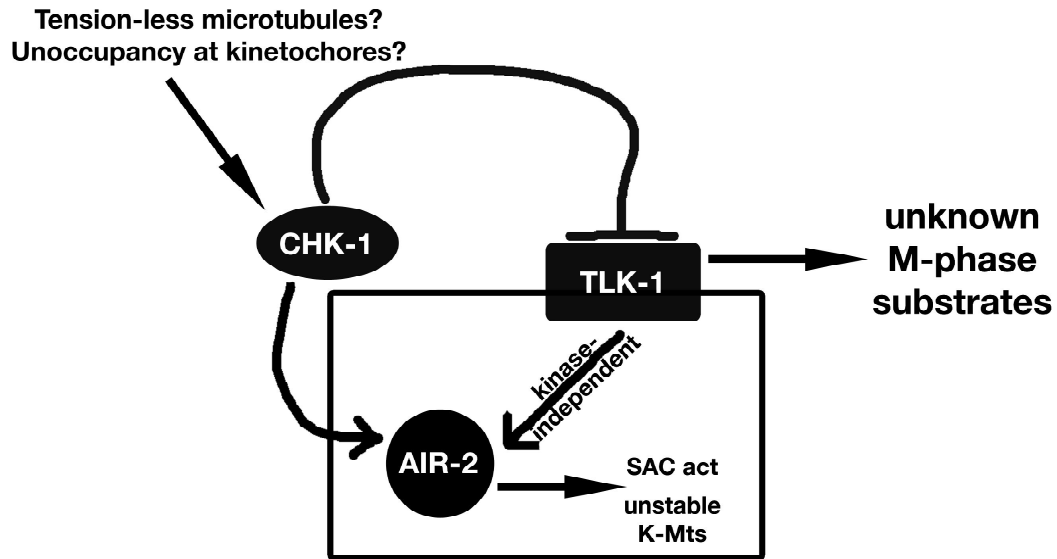 Tension-less microtubules?
Unoccupancy at kinetochores?
CHK-1
TLK-1
unknown
M-phase
substrates
kinase-
independent
AIR-2
SAC act
unstable
K-Mts